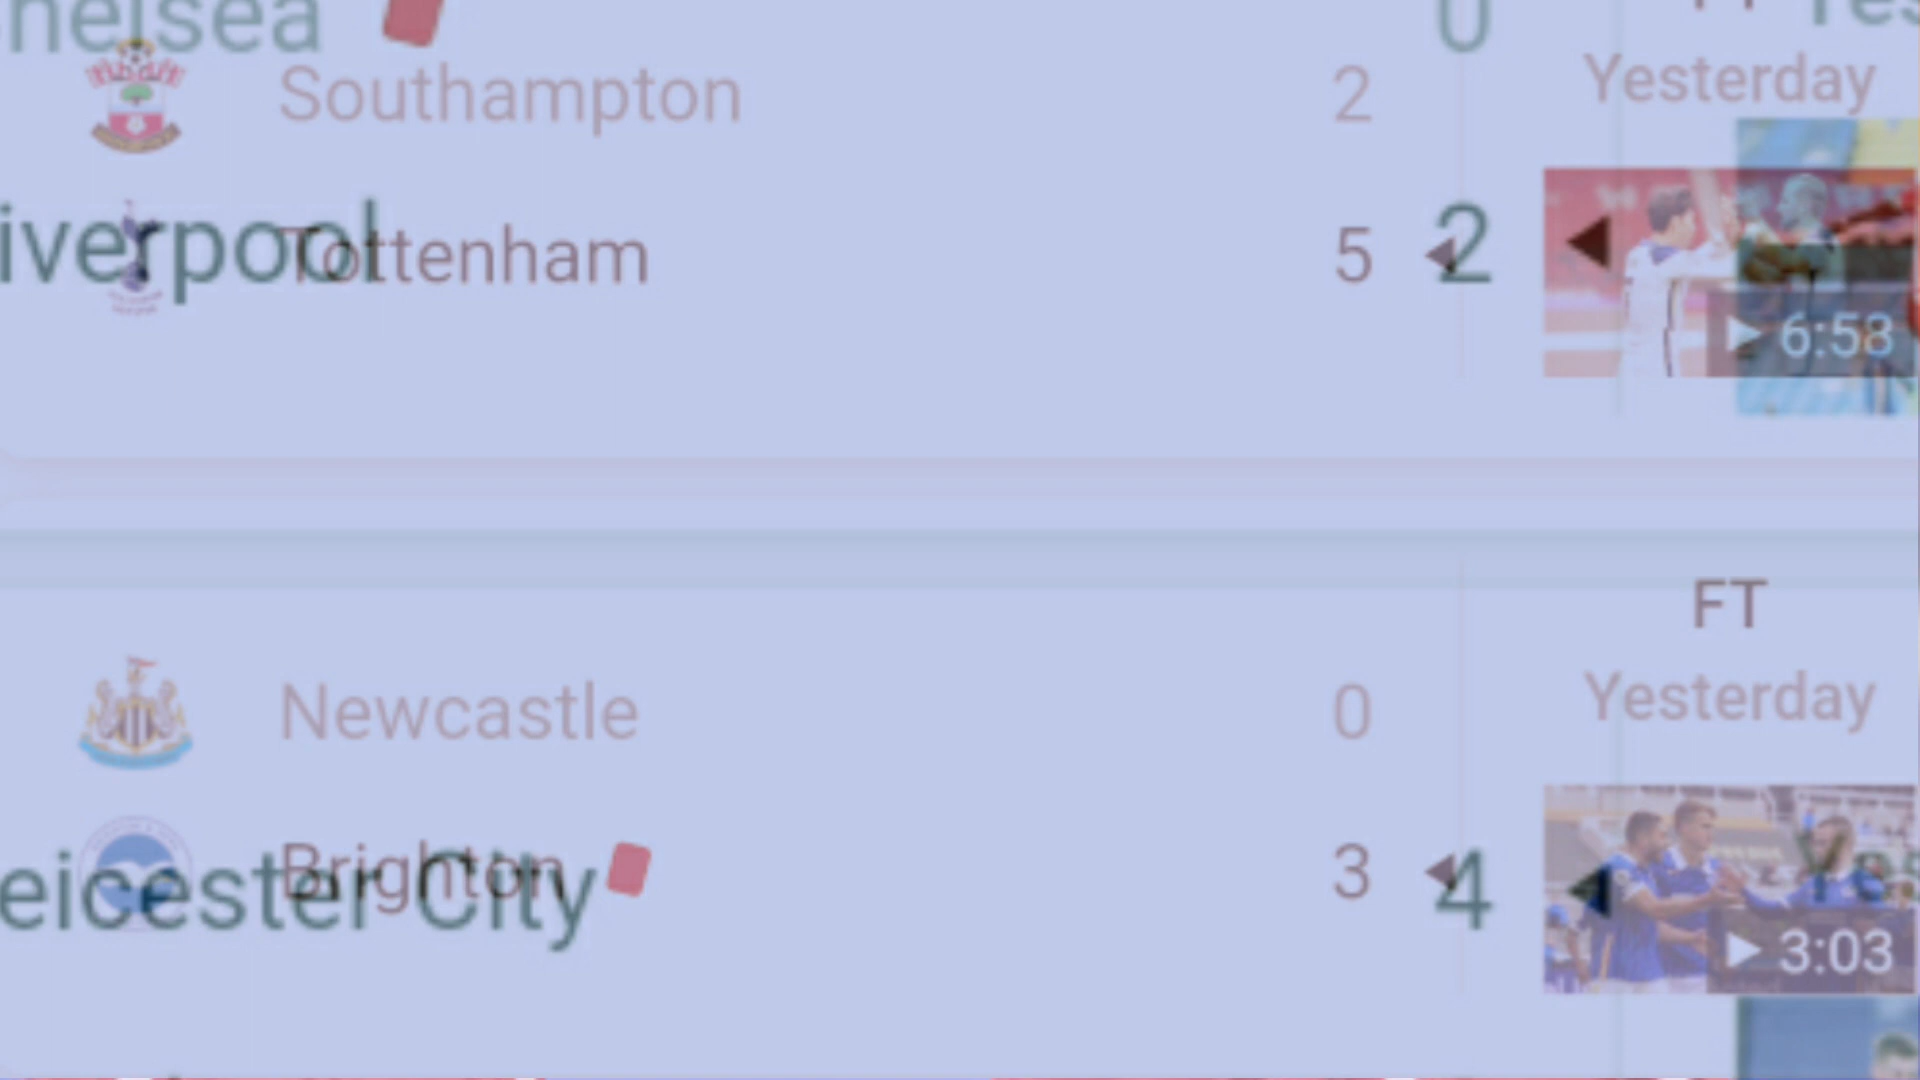 helsea 0
Southampton 2 Yesterday
iverpool 2
Tottenham 5
6:58
FT
Newcastle 0 Yesterday
Brighton 3
eicester City 4
3:03